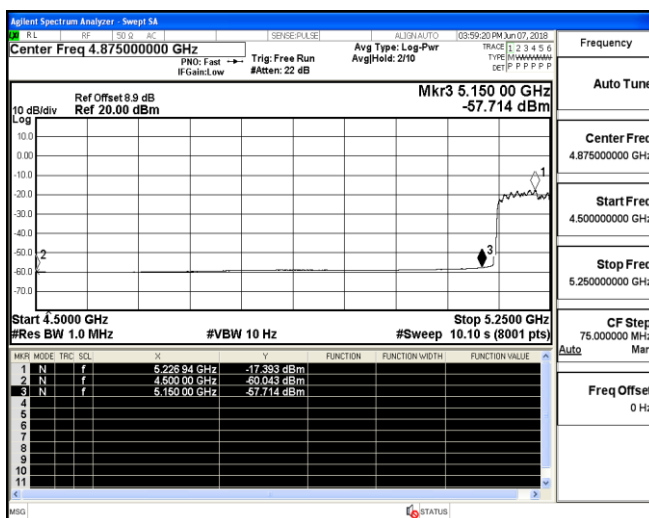 Agilent Spectrum Analyzer - Swept SA
RL RF 50 Ω AC SENSE:PULSE ALIGN AUTO 03:59:20 PM Jun 07, 2018
Center Freq 4.875000000 GHz
PNO: Fast
IFGain:Low
Trig: Free Run
#Atten: 22 dB
Avg Type: Log-Pwr
Avg|Hold: 2/10
TRACE 1 2 3 4 5 6
TYPE MWWWWW
DET P P P P P P
Ref Offset 8.9 dB
10 dB/div Ref 20.00 dBm
Log
Mkr3 5.150 00 GHz
-57.714 dBm
10.0
0.00
-10.0
1
-20.0
-30.0
-40.0
-50.0
2
3
-60.0
-70.0
Start 4.5000 GHz Stop 5.2500 GHz
#Res BW 1.0 MHz #VBW 10 Hz #Sweep 10.10 s (8001 pts)
MKR MODE TRC SCL X Y FUNCTION FUNCTION WIDTH FUNCTION VALUE
1 N f 5.226 94 GHz -17.393 dBm
2 N f 4.500 00 GHz -60.043 dBm
3 N f 5.150 00 GHz -57.714 dBm
4
5
6
7
8
9
10
11
MSG STATUS
Frequency
Auto Tune
Center Freq
4.875000000 GHz
Start Freq
4.500000000 GHz
Stop Freq
5.250000000 GHz
CF Step
75.000000 MHz
Auto Man
Freq Offset
0 Hz